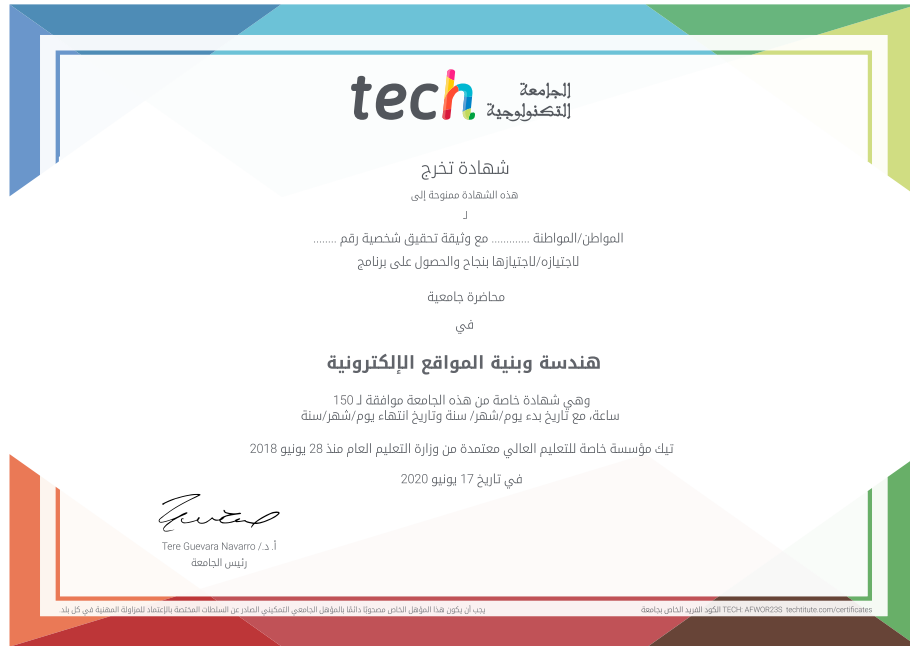 tech الجامعة
التكنولوجية
شهادة تخرج
هذه الشهادة ممنوحة إلى
لـ
المواطن/المواطنة ............. مع وثيقة تحقيق شخصية رقم ........
لاجتيازه/لاجتيازها بنجاح والحصول على برنامج
محاضرة جامعية
في
هندسة وبنية المواقع الإلكترونية
وهي شهادة خاصة من هذه الجامعة موافقة لـ 150
ساعة، مع تاريخ بدء يوم/شهر/ سنة وتاريخ انتهاء يوم/شهر/سنة
تيك مؤسسة خاصة للتعليم العالي معتمدة من وزارة التعليم العام منذ 28 يونيو 2018
في تاريخ 17 يونيو 2020
أ. د./ Tere Guevara Navarro
رئيس الجامعة
يجب أن يكون هذا المؤهل الخاص مصحوبًا دائمًا بالمؤهل الجامعي التمكيني الصادر عن السلطات المختصة بالإعتماد للمزاولة المهنية في كل بلد.
الكود الفريد الخاص بجامعة TECH: AFWOR23S techtitute.com/certificates